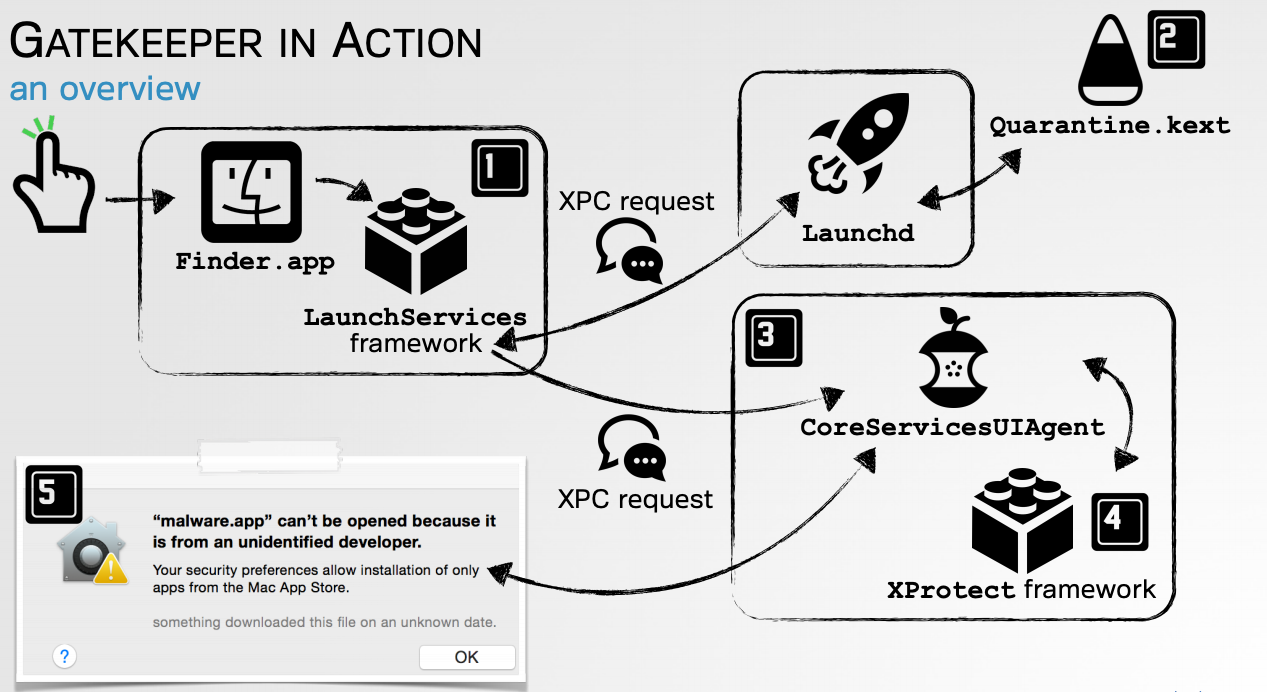 GATEKEEPER IN ACTION
an overview
1
Finder.app
LaunchServices
framework
XPC request
Launchd
2
Quarantine.kext
3
CoreServicesUIAgent
XPC request
4
XProtect framework
5
“malware.app” can’t be opened because it
is from an unidentified developer.
Your security preferences allow installation of only
apps from the Mac App Store.
something downloaded this file on an unknown date.
?
OK